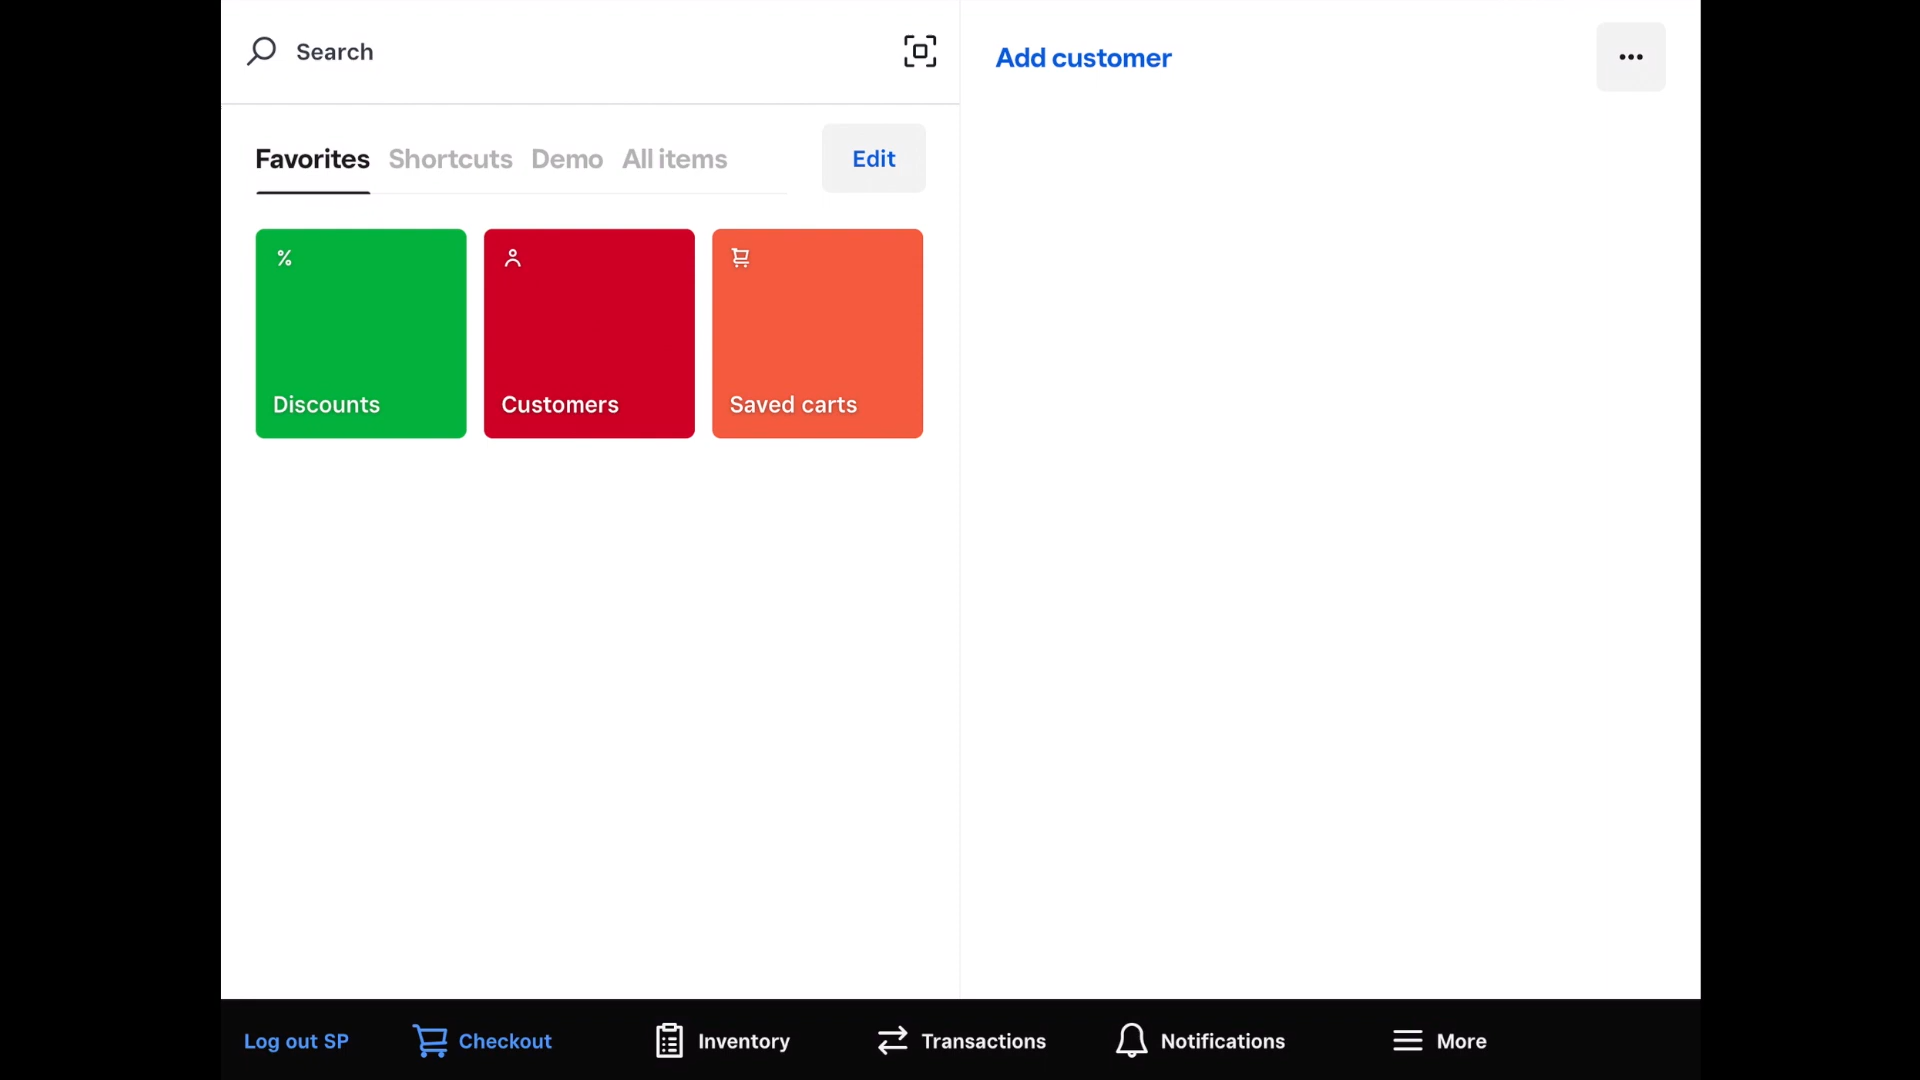 Search
Add customer
Favorites Shortcuts Demo All items Edit
%
Discounts Customers Saved carts
Log out SP Checkout Inventory Transactions Notifications More